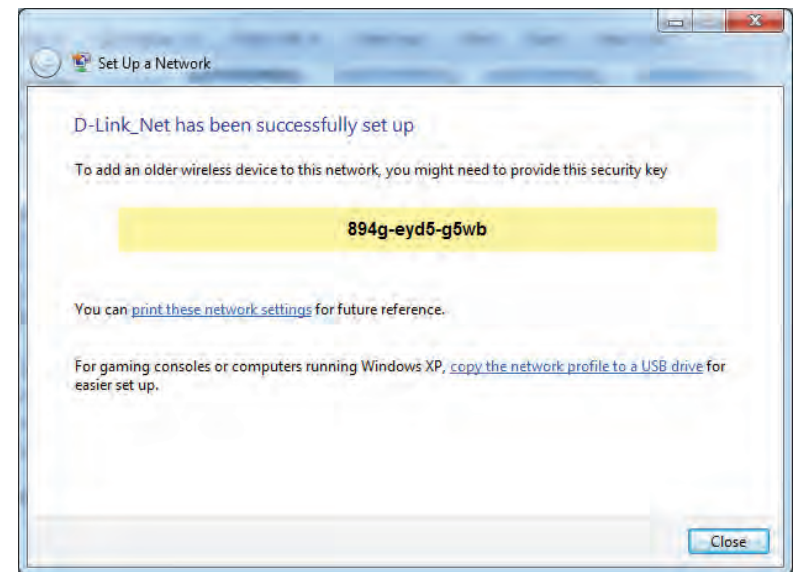 Set Up a Network
D-Link_Net has been successfully set up
To add an older wireless device to this network, you might need to provide this security key
894g-eyd5-g5wb
You can print these network settings for future reference.
For gaming consoles or computers running Windows XP, copy the network profile to a USB drive for
easier set up.
Close